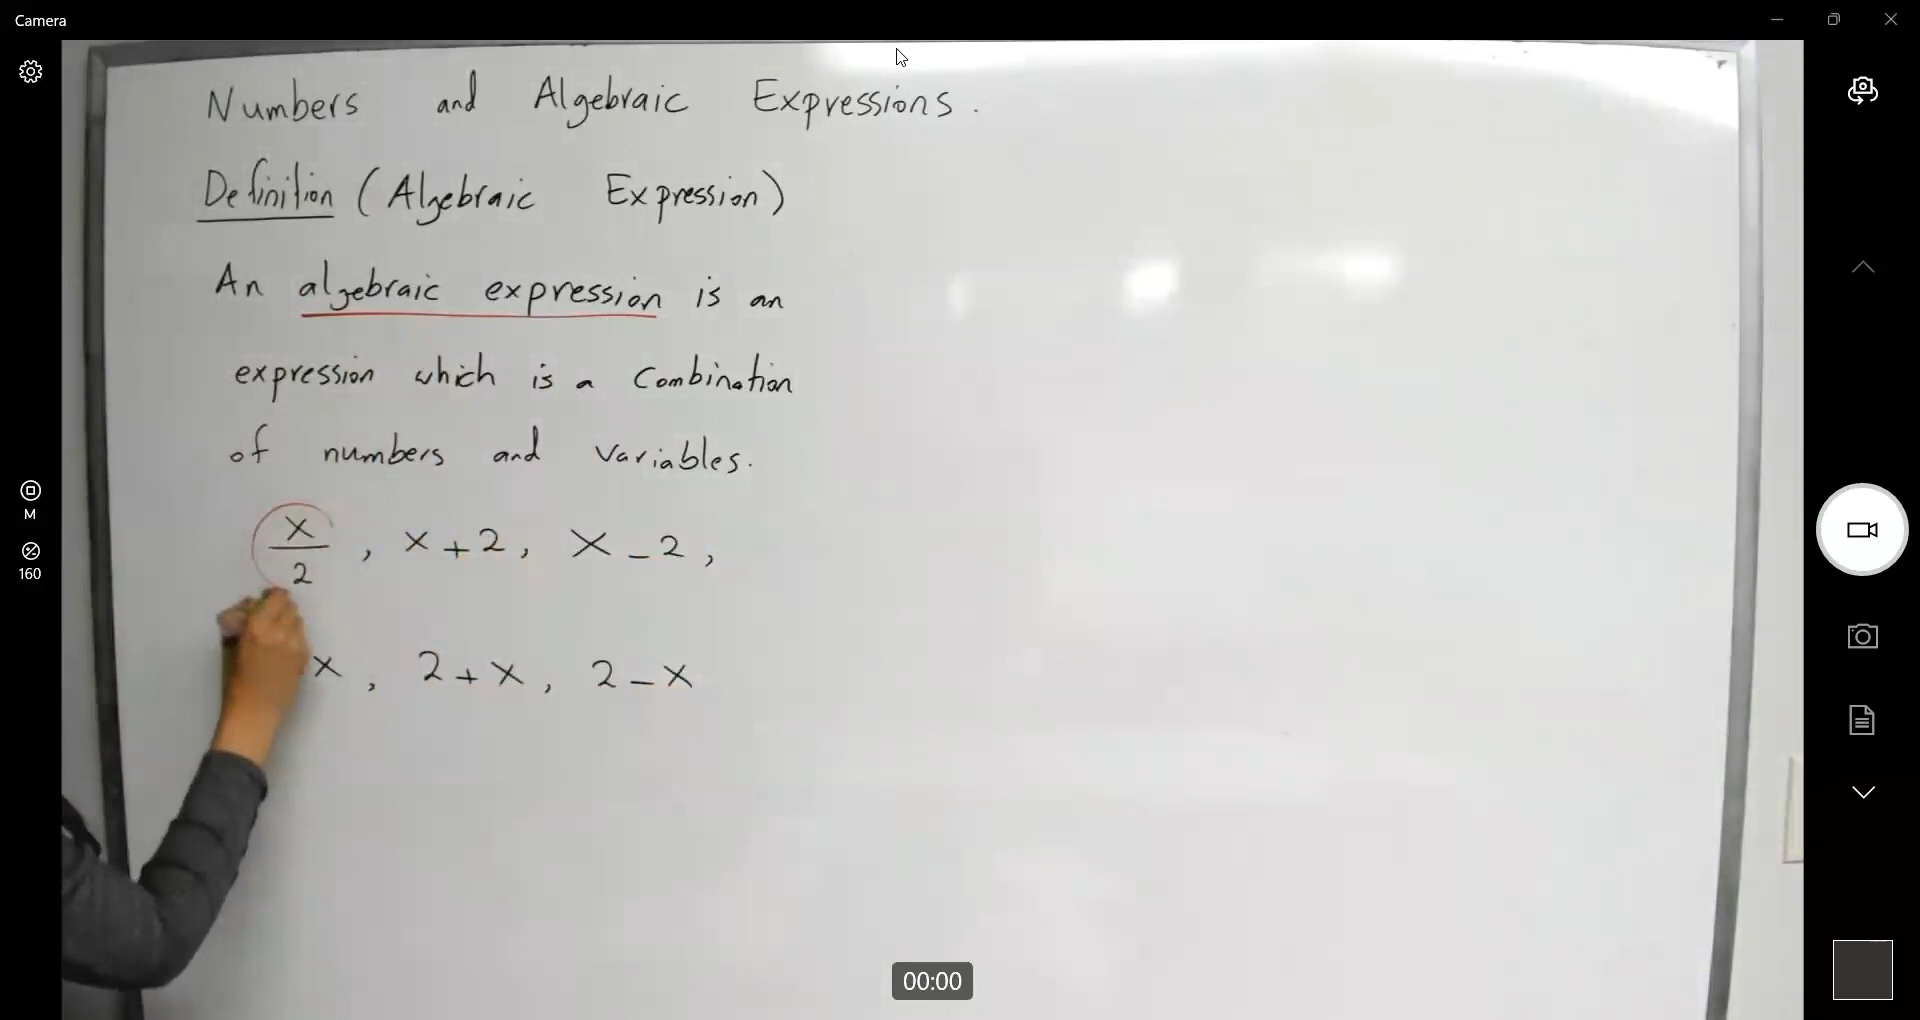 Camera
Numbers and Algebraic Expressions.
Definition (Algebraic Expression)
An algebraic expression is an
expression which is a Combination
of numbers and variables.
x/2, x+2, x-2,
x, 2+x, 2-x
M
160
00:00